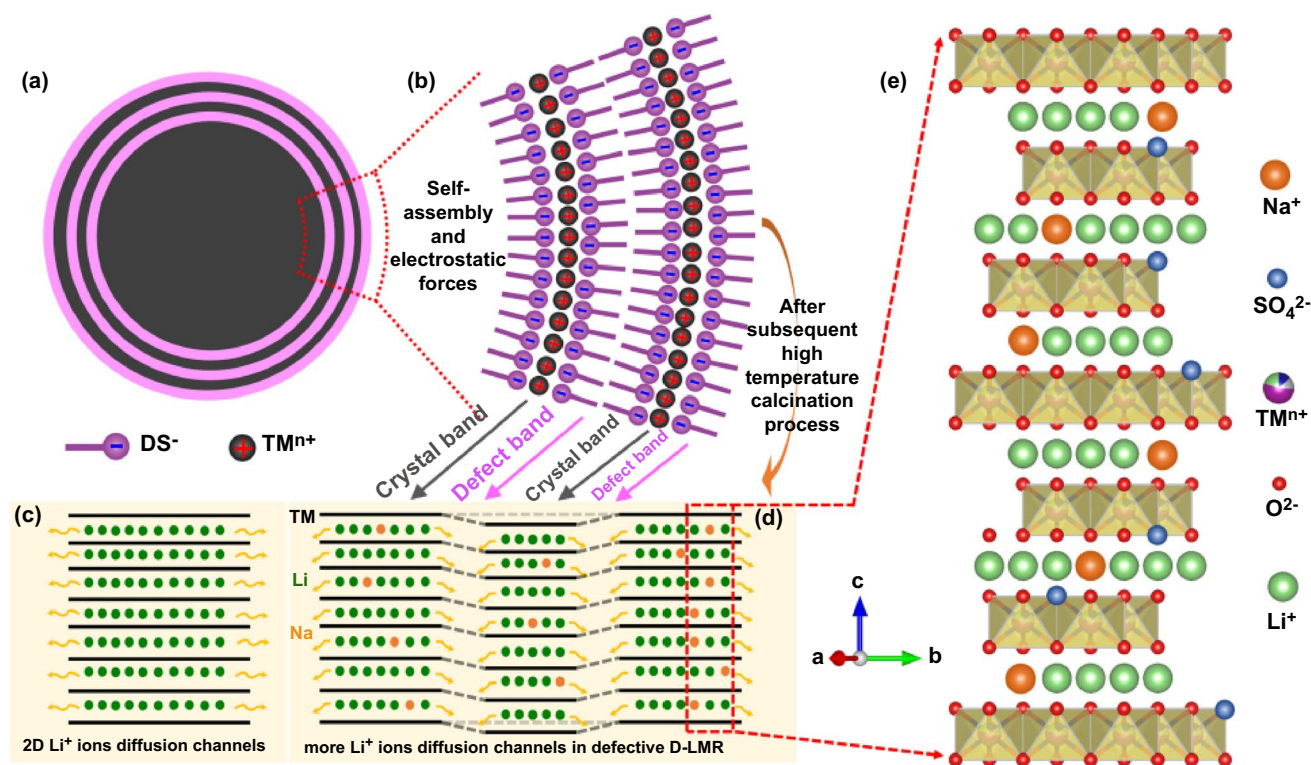 (a)
(b)
(e)
Self-
assembly
and
electrostatic
forces
After
subsequent
high
temperature
calcination
process
Na⁺
SO₄²⁻
TMⁿ⁺
O²⁻
Li⁺
DS⁻
TMⁿ⁺
Crystal band
Defect band
Crystal band
Defect band
(c)
TM
(d)
Li
Na
c
a
b
2D Li⁺ ions diffusion channels
more Li⁺ ions diffusion channels in defective D-LMR